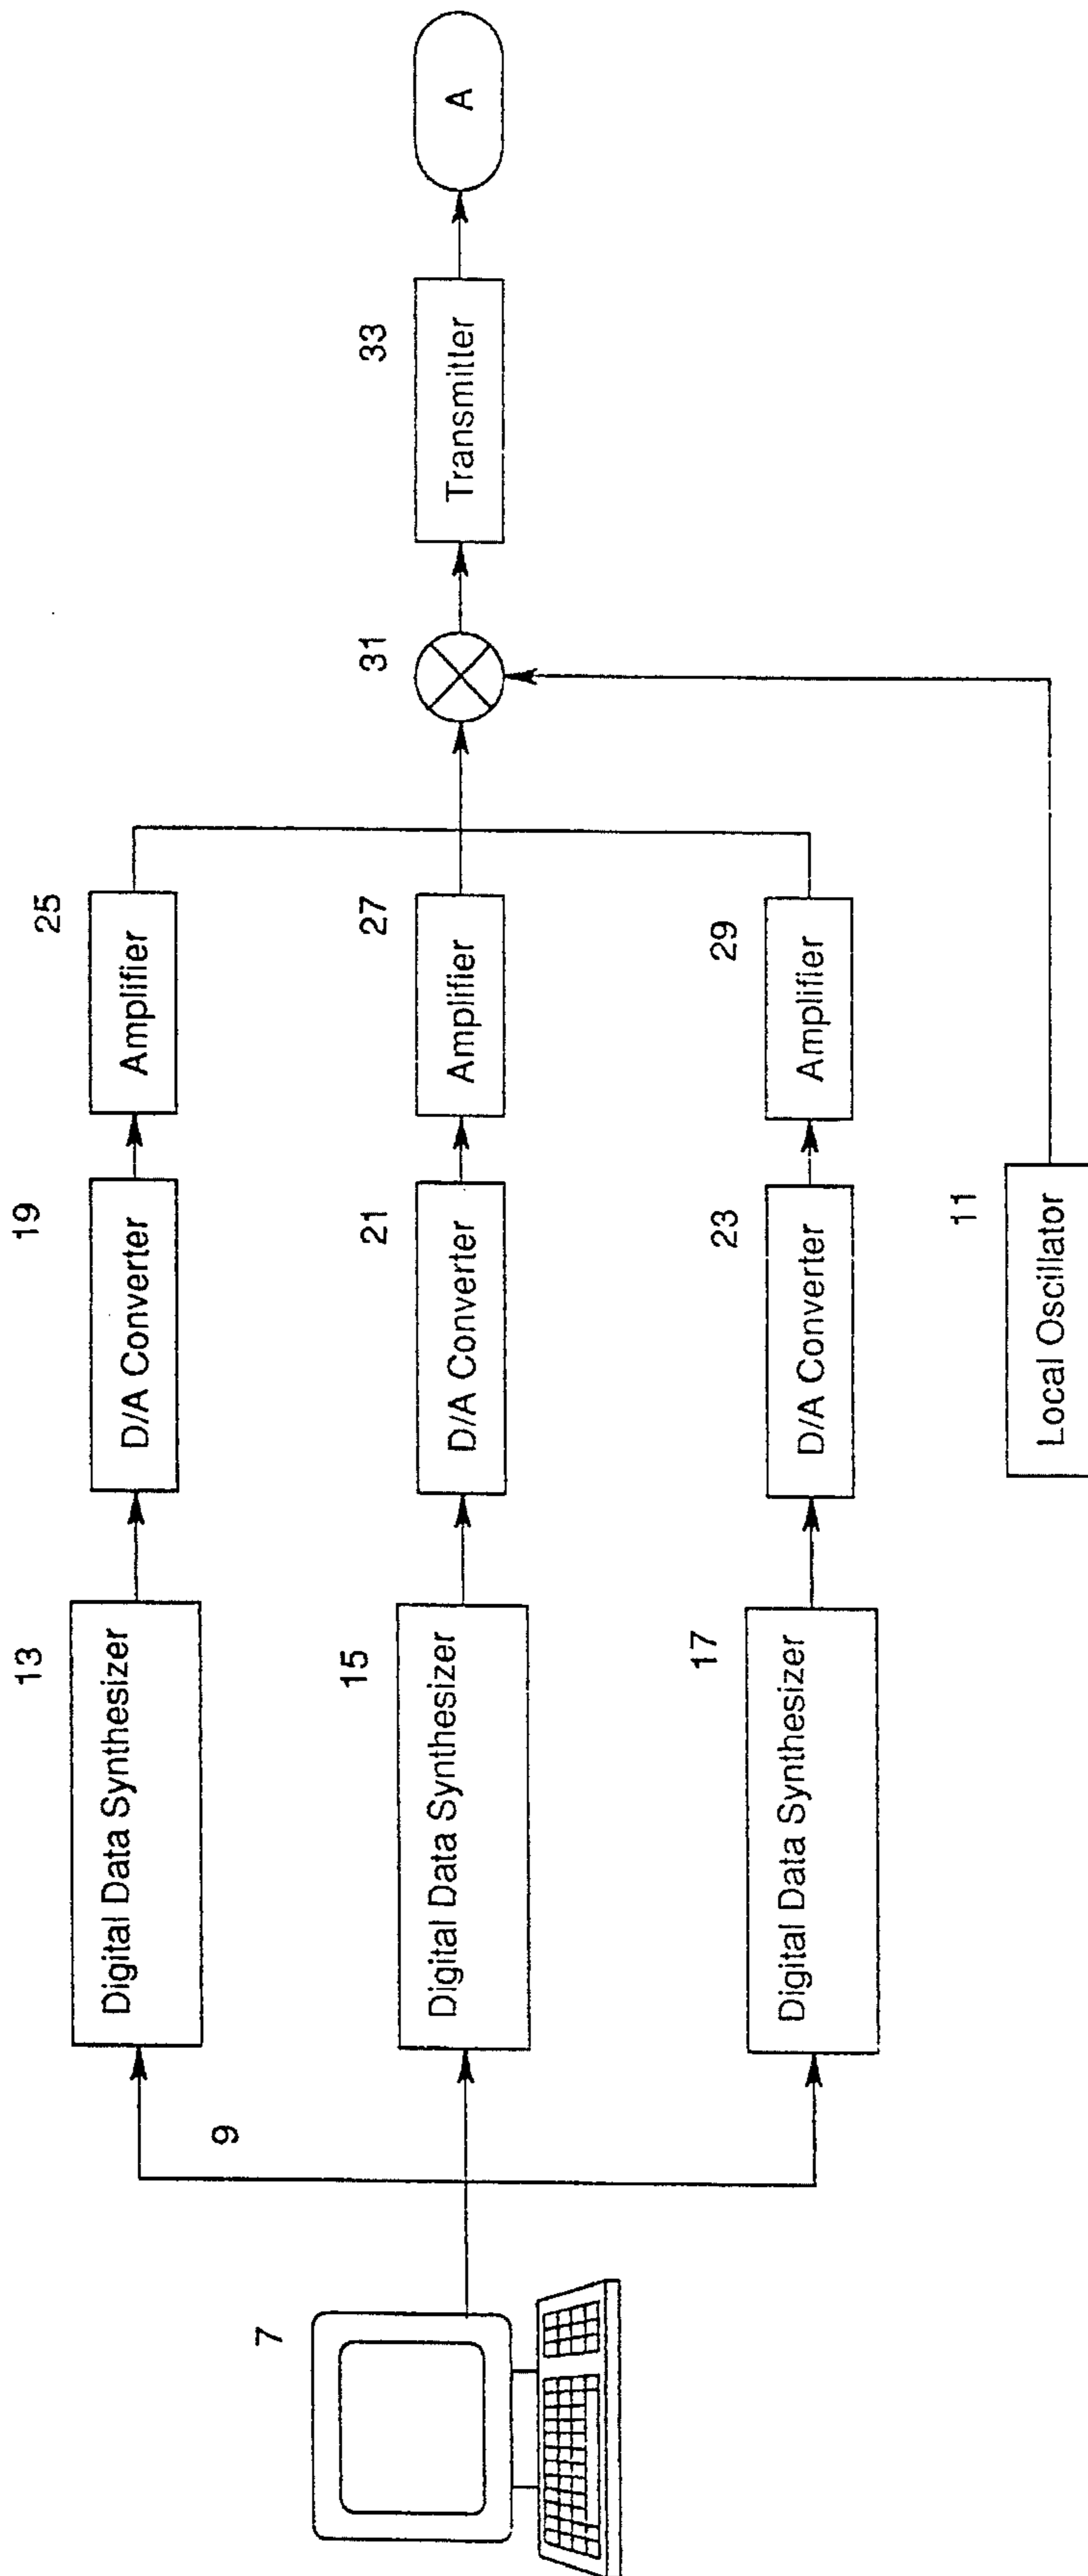 7
9
13
Digital Data Synthesizer
19
D/A Converter
25
Amplifier
15
Digital Data Synthesizer
21
D/A Converter
27
Amplifier
31
33
Transmitter
A
17
Digital Data Synthesizer
23
D/A Converter
29
Amplifier
11
Local Oscillator